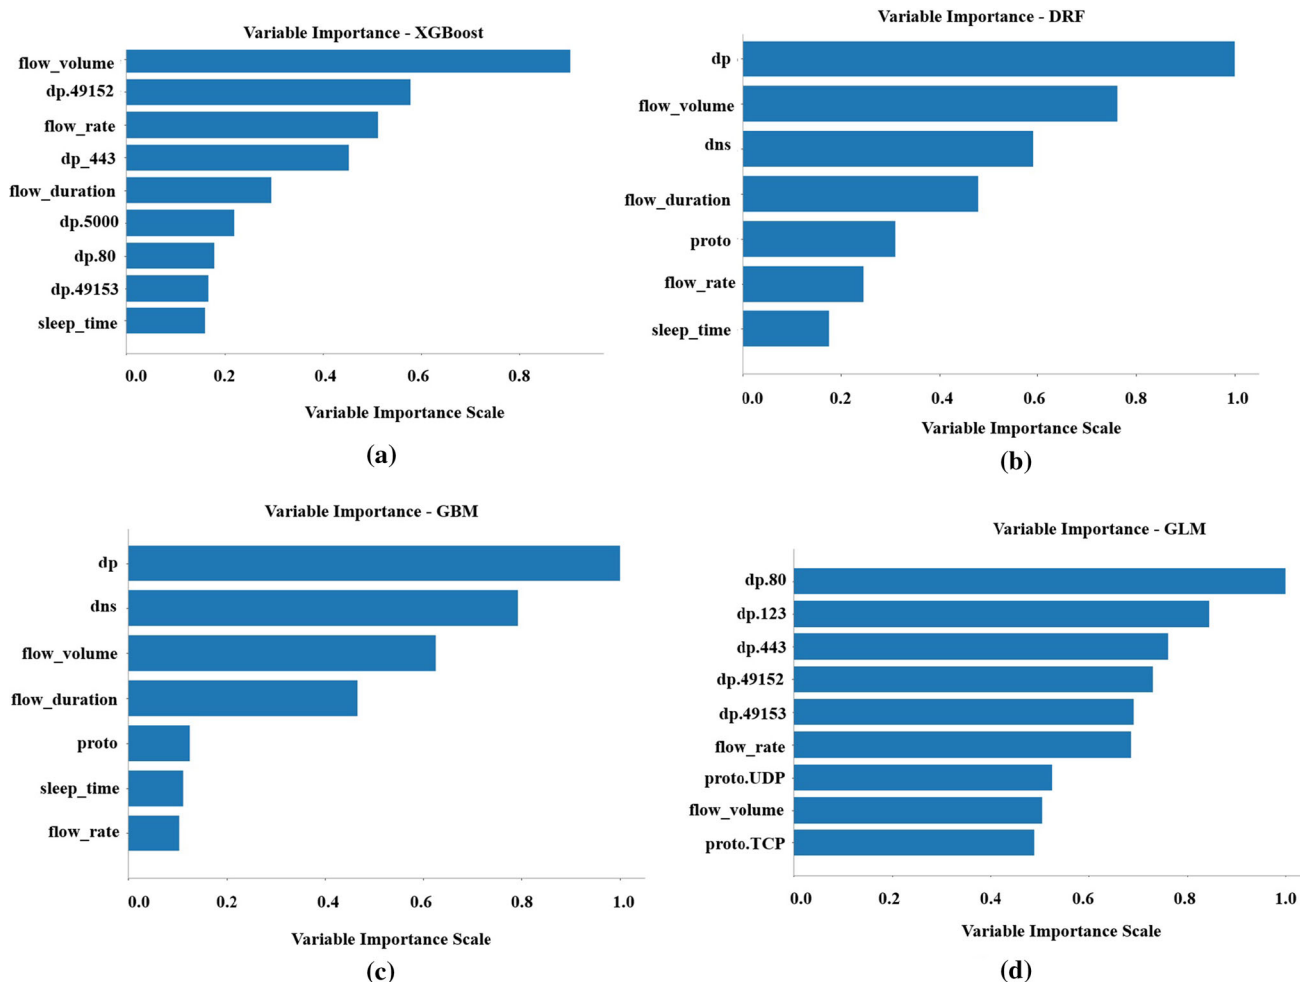 Variable Importance - XGBoost
flow_volume
dp.49152
flow_rate
dp_443
flow_duration
dp.5000
dp.80
dp.49153
sleep_time
0.0 0.2 0.4 0.6 0.8
Variable Importance Scale
(a)
Variable Importance - DRF
dp
flow_volume
dns
flow_duration
proto
flow_rate
sleep_time
0.0 0.2 0.4 0.6 0.8 1.0
Variable Importance Scale
(b)
Variable Importance - GBM
dp
dns
flow_volume
flow_duration
proto
sleep_time
flow_rate
0.0 0.2 0.4 0.6 0.8 1.0
Variable Importance Scale
(c)
Variable Importance - GLM
dp.80
dp.123
dp.443
dp.49152
dp.49153
flow_rate
proto.UDP
flow_volume
proto.TCP
0.0 0.4 0.6 0.8 1.0
Variable Importance Scale
(d)